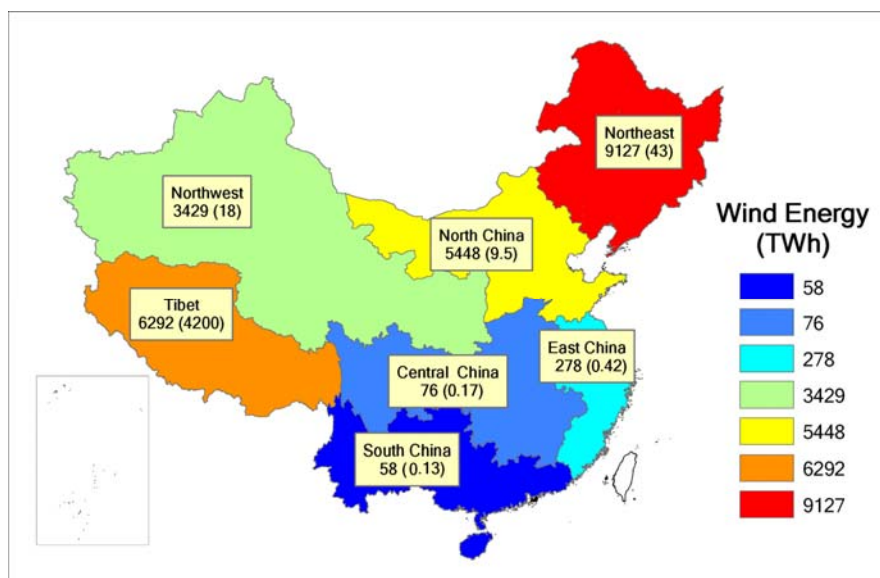 Northeast
9127 (43)
Northwest
3429 (18)
North China
5448 (9.5)
Tibet
6292 (4200)
East China
278 (0.42)
Central China
76 (0.17)
South China
58 (0.13)
Wind Energy
(TWh)
58
76
278
3429
5448
6292
9127